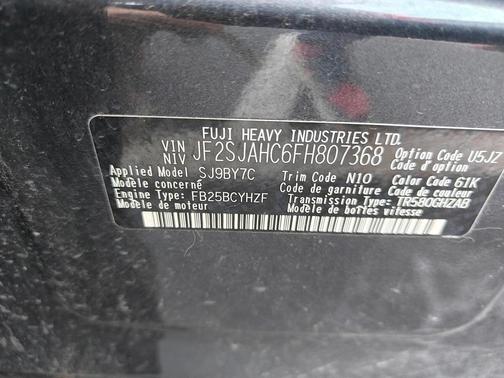 FUJI HEAVY INDUSTRIES LTD.
VIN NIV JF2SJAHC6FH807368 Option Code U5JZ
Code d'option
Applied Model SJ9BY7C Trim Code N10 Color Code 61K
Modèle concerné Code de garniture Code de couleur
Engine Type: FB25BCYHZF Transmission Type: TR580GHZAB
Modèle de moteur Modèle de boîtes vitesse